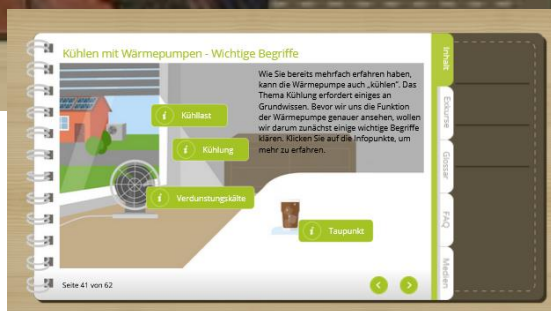 Kühlen mit Wärmepumpen - Wichtige Begriffe
Wie Sie bereits mehrfach erfahren haben,
kann die Wärmepumpe auch „kühlen“. Das
Thema Kühlung erfordert einiges an
Grundwissen. Bevor wir uns die Funktion
der Wärmepumpe genauer ansehen, wollen
wir darum zunächst einige wichtige Begriffe
klären. Klicken Sie auf die Infopunkte, um
mehr zu erfahren.
i Kühllast
i Kühlung
i Verdunstungskälte
i Taupunkt
Seite 41 von 62
Inhalt
Exkurse
Glossar
FAQ
Medien